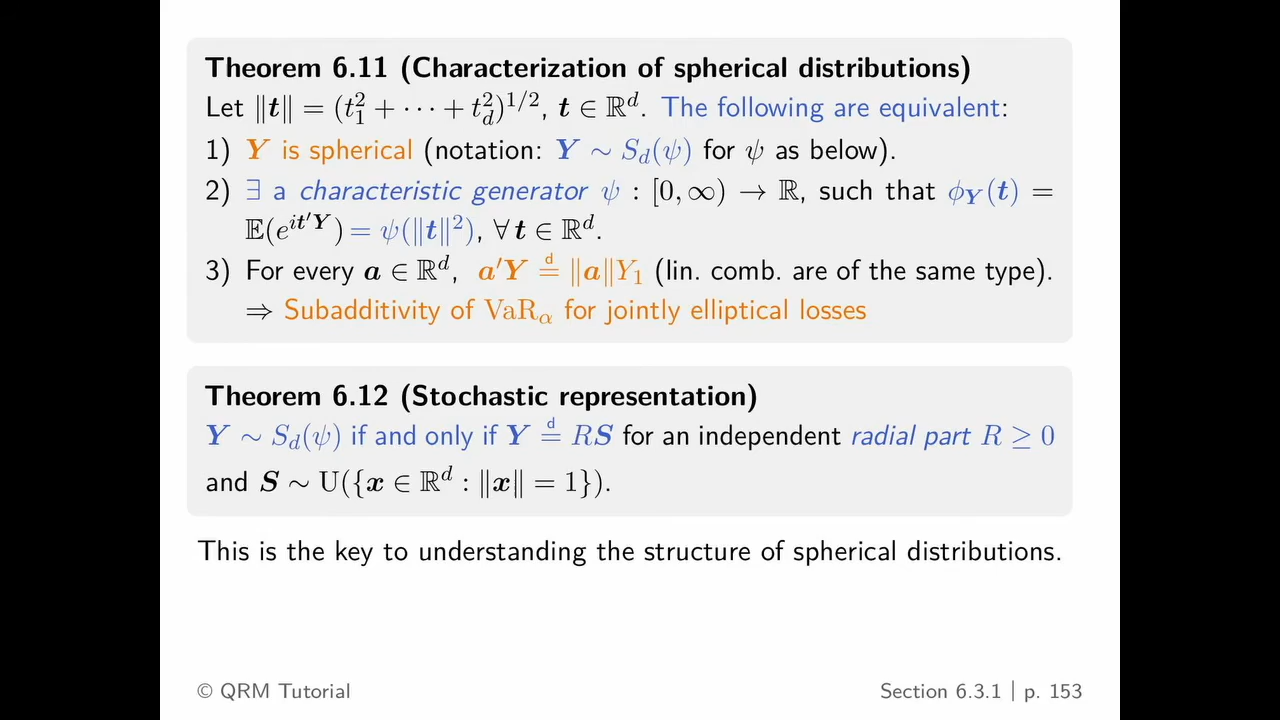 Theorem 6.11 (Characterization of spherical distributions)
Let ‖t‖ = (t₁² + ··· + t_d²)^{1/2}, t ∈ ℝ^d. The following are equivalent:
1) Y is spherical (notation: Y ∼ S_d(ψ) for ψ as below).
2) ∃ a characteristic generator ψ : [0,∞) → ℝ, such that ϕ_Y(t) =
𝔼(e^{it′Y}) = ψ(‖t‖²), ∀ t ∈ ℝ^d.
3) For every a ∈ ℝ^d, a′Y =^d ‖a‖Y₁ (lin. comb. are of the same type).
⇒ Subadditivity of VaR_α for jointly elliptical losses
Theorem 6.12 (Stochastic representation)
Y ∼ S_d(ψ) if and only if Y =^d RS for an independent radial part R ≥ 0
and S ∼ U({x ∈ ℝ^d : ‖x‖ = 1}).
This is the key to understanding the structure of spherical distributions.
© QRM Tutorial
Section 6.3.1 | p. 153